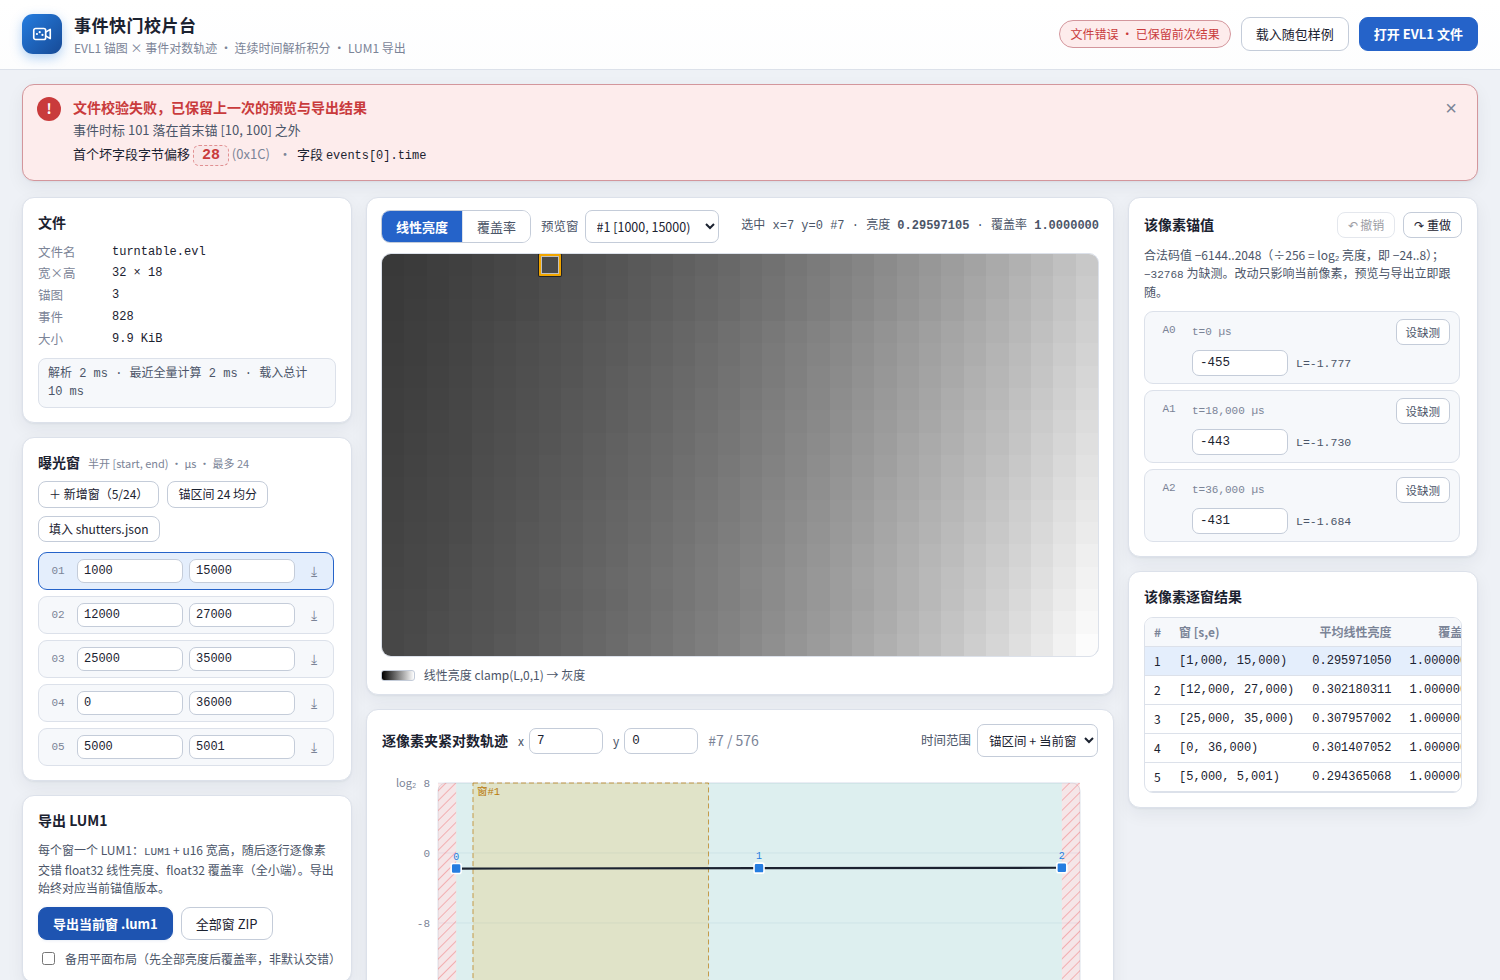 事件快门校片台
EVL1 锚图 × 事件对数轨迹 · 连续时间解析积分 · LUM1 导出
文件错误 · 已保留前次结果
载入随包样例
打开 EVL1 文件
!
文件校验失败，已保留上一次的预览与导出结果
事件时标 101 落在首末锚 [10, 100] 之外
首个坏字段字节偏移 28 (0x1C) · 字段 events[0].time
×
文件
文件名 turntable.evl
宽×高 32 × 18
锚图 3
事件 828
大小 9.9 KiB
解析 2 ms · 最近全量计算 2 ms · 载入总计
10 ms
曝光窗 半开 [start, end) · µs · 最多 24
＋ 新增窗（5/24）
锚区间 24 均分
填入 shutters.json
01 1000 15000 ⤓
02 12000 27000 ⤓
03 25000 35000 ⤓
04 0 36000 ⤓
05 5000 5001 ⤓
导出 LUM1
每个窗一个 LUM1：LUM1 + u16 宽高，随后逐行逐像素
交错 float32 线性亮度、float32 覆盖率（全小端）。导出
始终对应当前锚值版本。
导出当前窗 .lum1
全部窗 ZIP
备用平面布局（先全部亮度后覆盖率，非默认交错）
线性亮度
覆盖率
预览窗 #1 [1000, 15000)
选中 x=7 y=0 #7 · 亮度 0.29597105 · 覆盖率 1.0000000
线性亮度 clamp(L,0,1) → 灰度
逐像素夹紧对数轨迹 x 7 y 0 #7 / 576
时间范围 锚区间 + 当前窗
log₂ 8
窗#1
0
0
1
2
-8
该像素锚值
↶ 撤销
↷ 重做
合法码值 −6144..2048（÷256 = log₂ 亮度，即 −24..8）；
−32768 为缺测。改动只影响当前像素，预览与导出立即跟
随。
A0 t=0 µs 设缺测
-455 L=-1.777
A1 t=18,000 µs 设缺测
-443 L=-1.730
A2 t=36,000 µs 设缺测
-431 L=-1.684
该像素逐窗结果
# 窗 [s,e) 平均线性亮度 覆盖
1 [1,000, 15,000) 0.295971050 1.00000
2 [12,000, 27,000) 0.302180311 1.00000
3 [25,000, 35,000) 0.307957002 1.00000
4 [0, 36,000) 0.301407052 1.00000
5 [5,000, 5,001) 0.294365068 1.00000